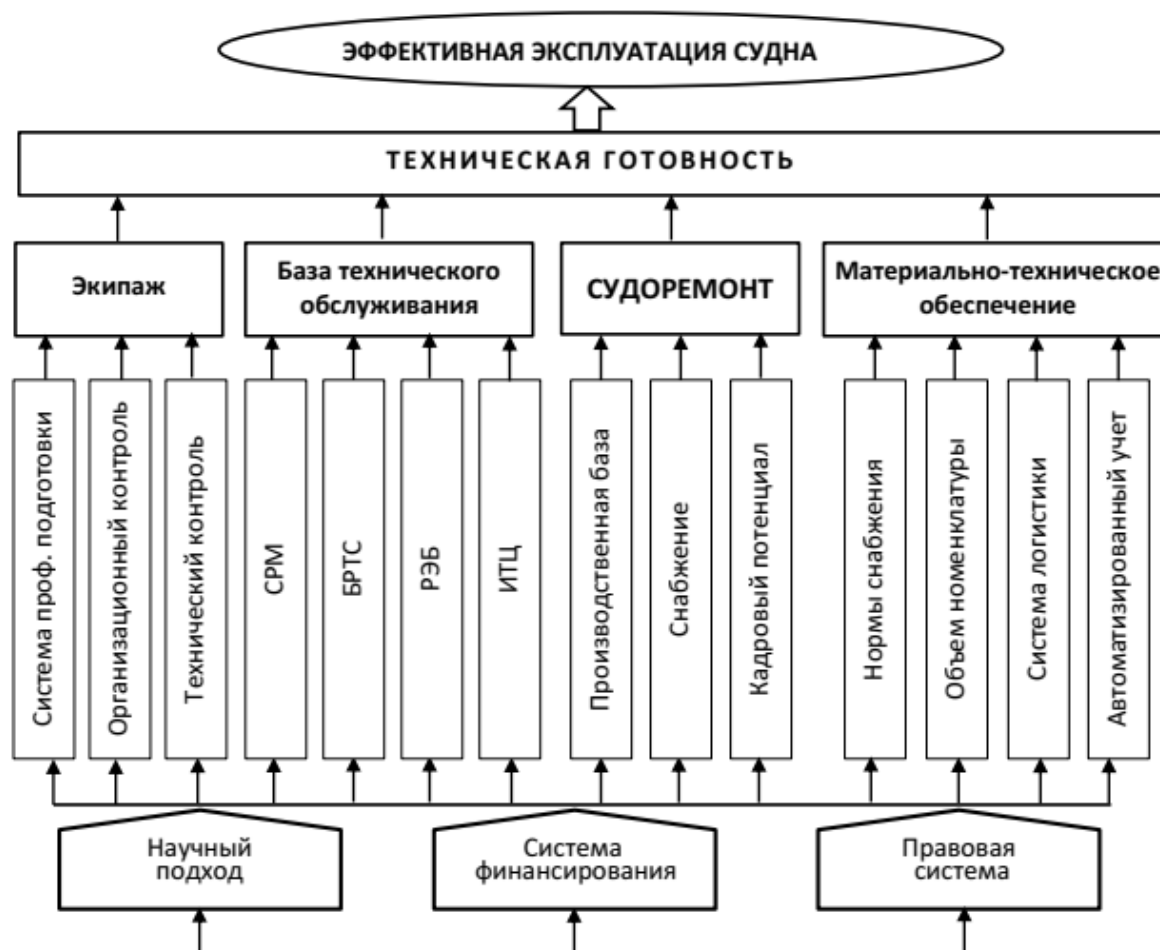 ЭФФЕКТИВНАЯ ЭКСПЛУАТАЦИЯ СУДНА
ТЕХНИЧЕСКАЯ ГОТОВНОСТЬ
Экипаж
База технического
обслуживания
СУДОРЕМОНТ
Материально-техническое
обеспечение
Система проф. подготовки
Организационный контроль
Технический контроль
СРМ
БРТС
РЭБ
ИТЦ
Производственная база
Снабжение
Кадровый потенциал
Нормы снабжения
Объем номенклатуры
Система логистики
Автоматизированный учет
Научный
подход
Система
финансирования
Правовая
система